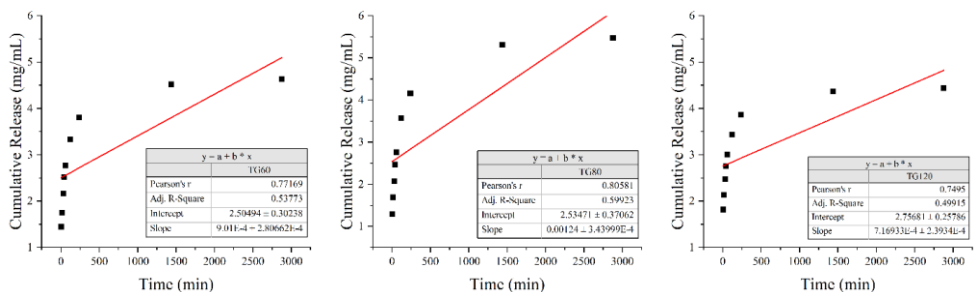 Cumulative Release (mg/mL)
6
5
4
3
2
1
0
500
1000
1500
2000
2500
3000
Time (min)
y = a + b * x
TG60
Pearson's r 0.77169
Adj. R-Square 0.53773
Intercept 2.50494 ± 0.30238
Slope 9.01E-4 − 2.80662E-4
Cumulative Release (mg/mL)
6
5
4
3
2
1
0
500
1000
1500
2000
2500
3000
Time (min)
y = a + b * x
TG80
Pearson's r 0.80581
Adj. R-Square 0.59923
Intercept 2.53471 ± 0.37062
Slope 0.00124 ± 3.43999E-4
Cumulative Release (mg/mL)
6
5
4
3
2
1
0
500
1000
1500
2000
2500
3000
Time (min)
y = a + b * x
TG120
Pearson's r 0.7495
Adj. R-Square 0.49915
Intercept 2.75681 ± 0.25786
Slope 7.16933E-4 ± 2.3934E-4